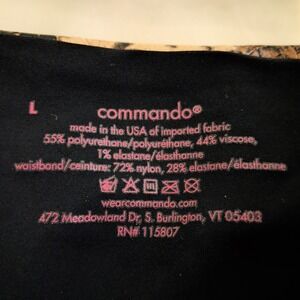 L
commando®
made in the USA of imported fabric
55% polyurethane/polyuréthane, 44% viscose,
1% elastane/élasthanne
waistband/ceinture: 72% nylon, 28% elastane/élasthanne
wearcommando.com
472 Meadowland Dr, S. Burlington, VT 05403
RN# 115807